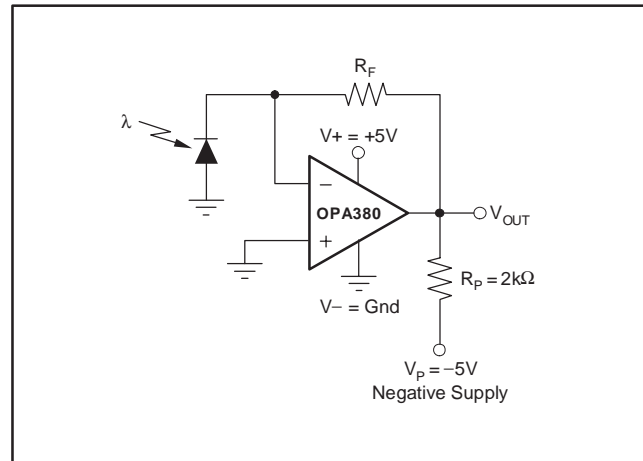 R_F
λ
V+ = +5V
−
OPA380
+
V_OUT
R_P = 2kΩ
V− = Gnd
V_P = −5V
Negative Supply